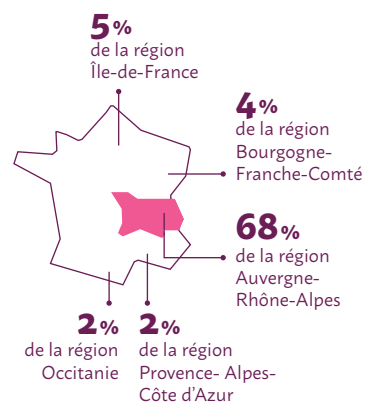 5%
de la région
Île-de-France
4%
de la région
Bourgogne-
Franche-Comté
68%
de la région
Auvergne-
Rhône-Alpes
2%
de la région
Occitanie
2%
de la région
Provence- Alpes-
Côte d'Azur